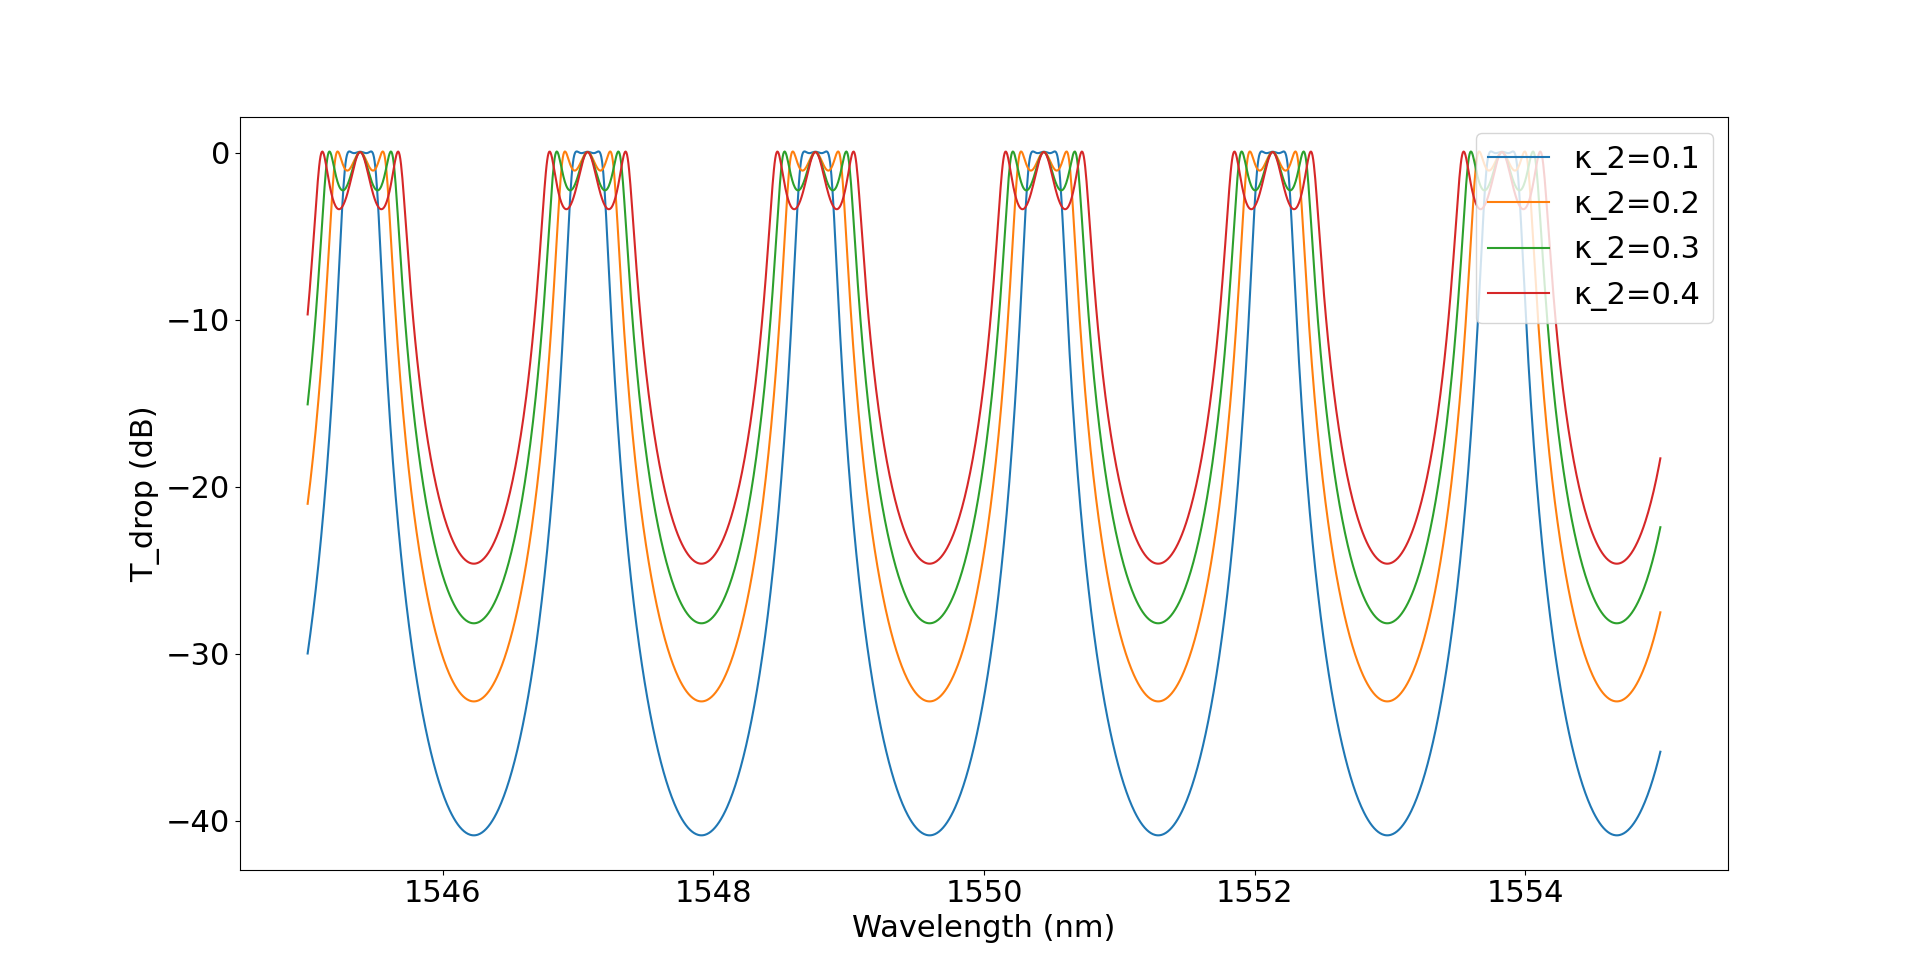 κ_2=0.1
κ_2=0.2
κ_2=0.3
κ_2=0.4
T_drop (dB)
0
−10
−20
−30
−40
1546 1548 1550 1552 1554
Wavelength (nm)